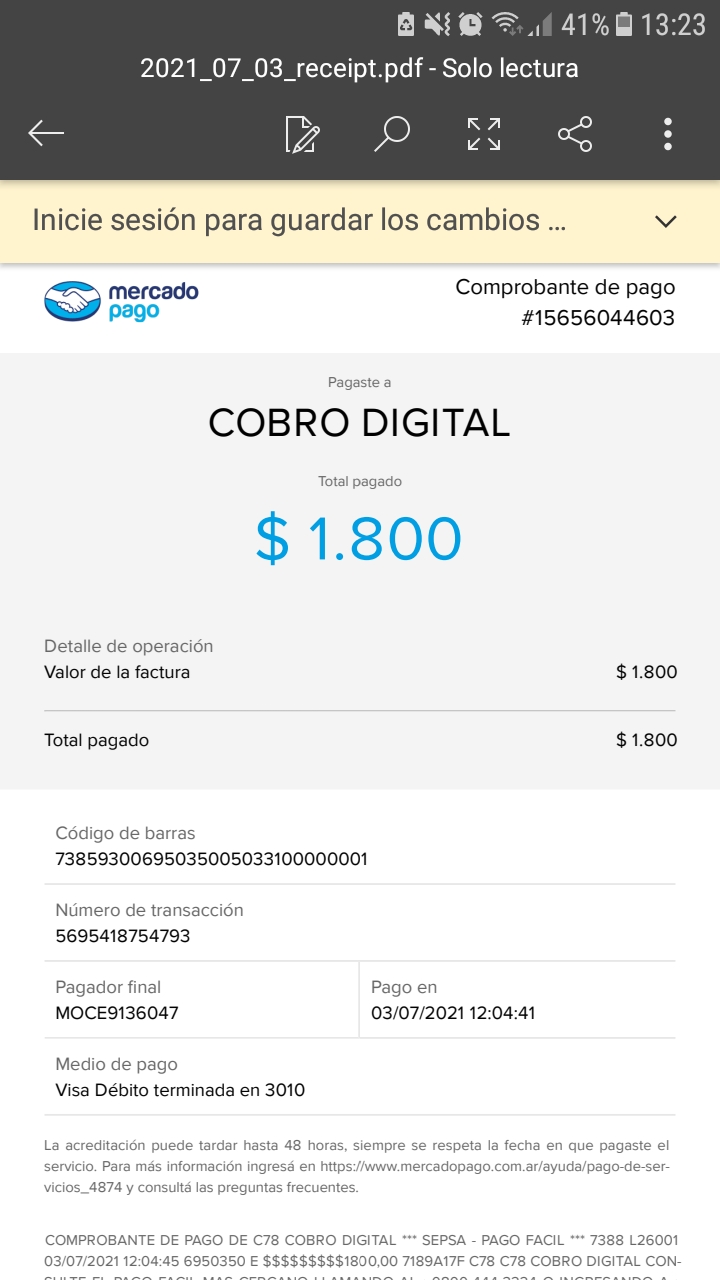 41% 13:23
2021_07_03_receipt.pdf - Solo lectura
Inicie sesión para guardar los cambios ...
mercado
pago
Comprobante de pago
#15656044603
Pagaste a
COBRO DIGITAL
Total pagado
$ 1.800
Detalle de operación
Valor de la factura $ 1.800
Total pagado $ 1.800
Código de barras
73859300695035005033100000001
Número de transacción
5695418754793
Pagador final
MOCE9136047
Pago en
03/07/2021 12:04:41
Medio de pago
Visa Débito terminada en 3010
La acreditación puede tardar hasta 48 horas, siempre se respeta la fecha en que pagaste el
servicio. Para más información ingresá en https://www.mercadopago.com.ar/ayuda/pago-de-ser-
vicios_4874 y consultá las preguntas frecuentes.
COMPROBANTE DE PAGO DE C78 COBRO DIGITAL *** SEPSA - PAGO FACIL *** 7388 L26001
03/07/2021 12:04:45 6950350 E $$$$$$$$$1800,00 7189A17F C78 C78 COBRO DIGITAL CON-